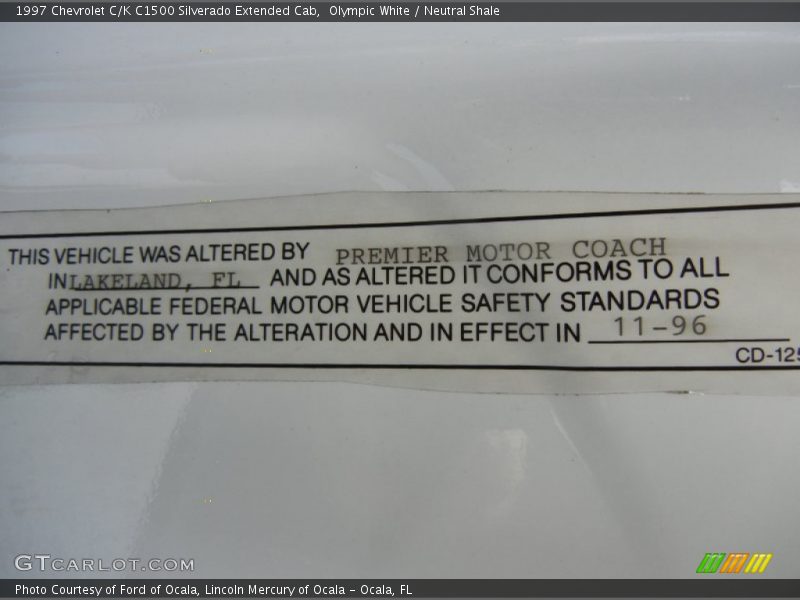 1997 Chevrolet C/K C1500 Silverado Extended Cab,  Olympic White / Neutral Shale
THIS VEHICLE WAS ALTERED BY PREMIER MOTOR COACH
IN LAKELAND, FL AND AS ALTERED IT CONFORMS TO ALL
APPLICABLE FEDERAL MOTOR VEHICLE SAFETY STANDARDS
AFFECTED BY THE ALTERATION AND IN EFFECT IN 11-96
CD-125
GTCARLOT.COM
Photo Courtesy of Ford of Ocala, Lincoln Mercury of Ocala - Ocala, FL